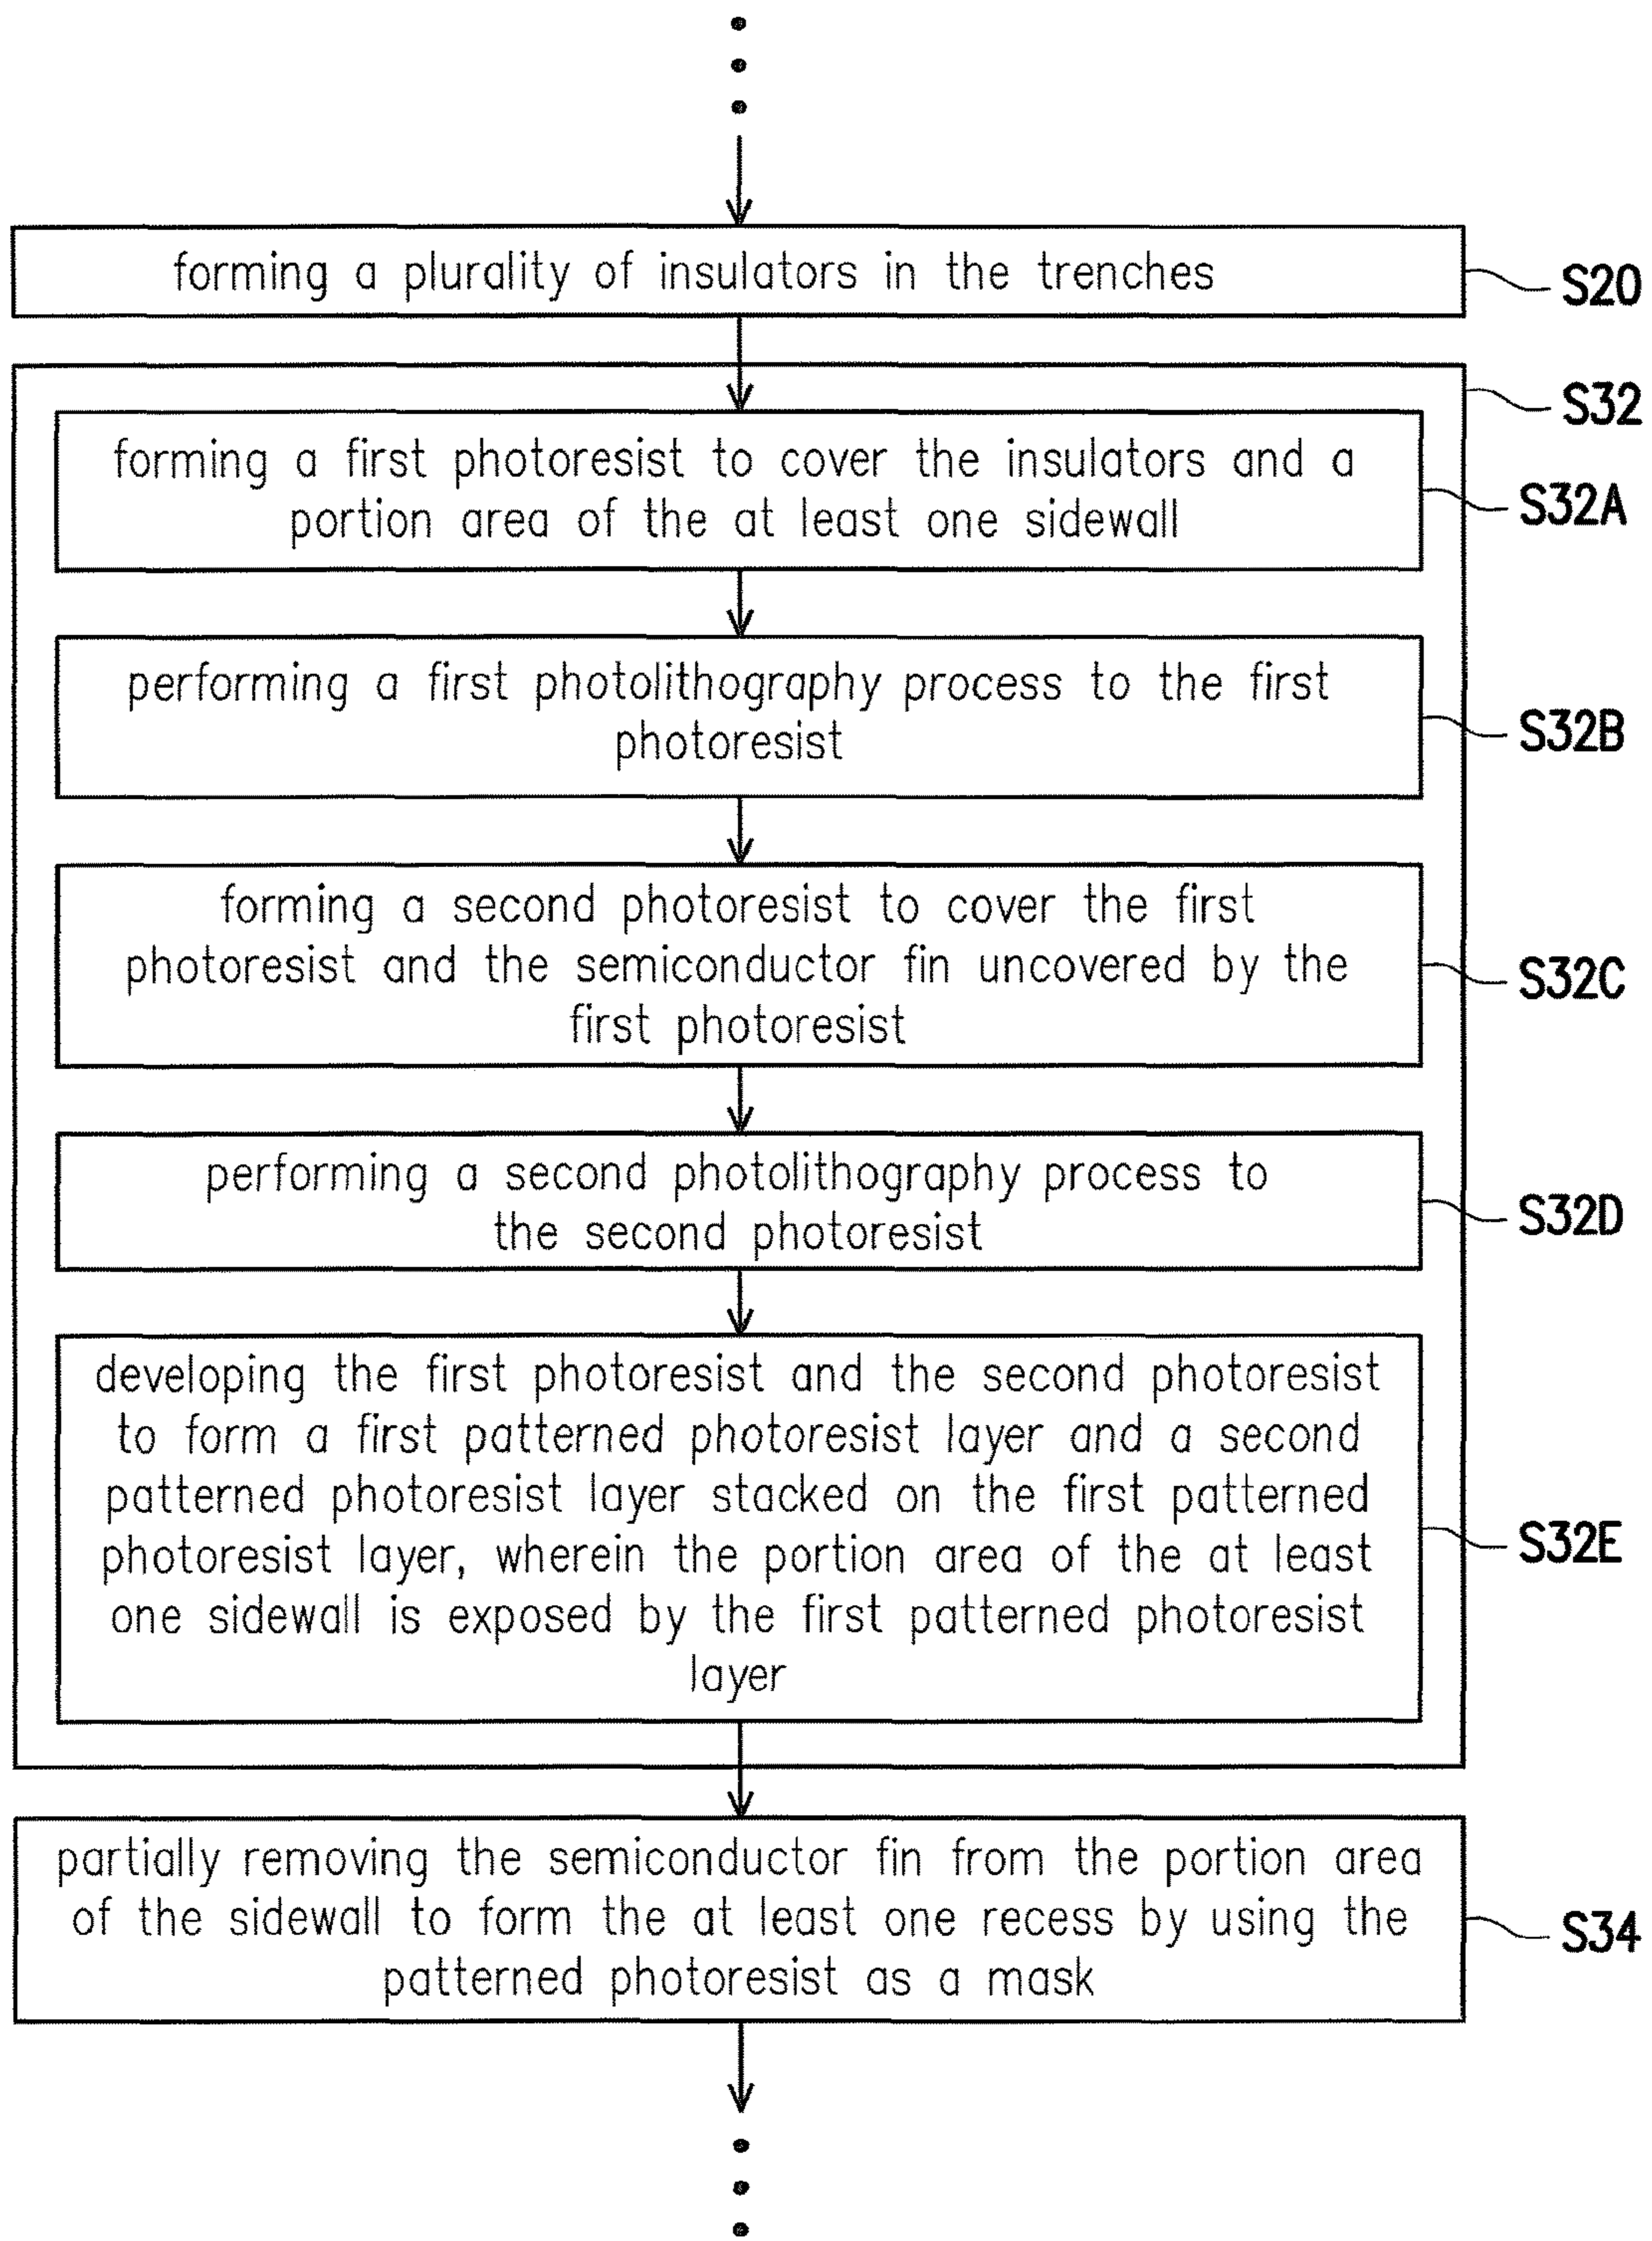 forming a plurality of insulators in the trenches
S20
S32
forming a first photoresist to cover the insulators and a
portion area of the at least one sidewall
S32A
performing a first photolithography process to the first
photoresist
S32B
forming a second photoresist to cover the first
photoresist and the semiconductor fin uncovered by the
first photoresist
S32C
performing a second photolithography process to
the second photoresist
S32D
developing the first photoresist and the second photoresist
to form a first patterned photoresist layer and a second
patterned photoresist layer stacked on the first patterned
photoresist layer, wherein the portion area of the at least
one sidewall is exposed by the first patterned photoresist
layer
S32E
partially removing the semiconductor fin from the portion area
of the sidewall to form the at least one recess by using the
patterned photoresist as a mask
S34